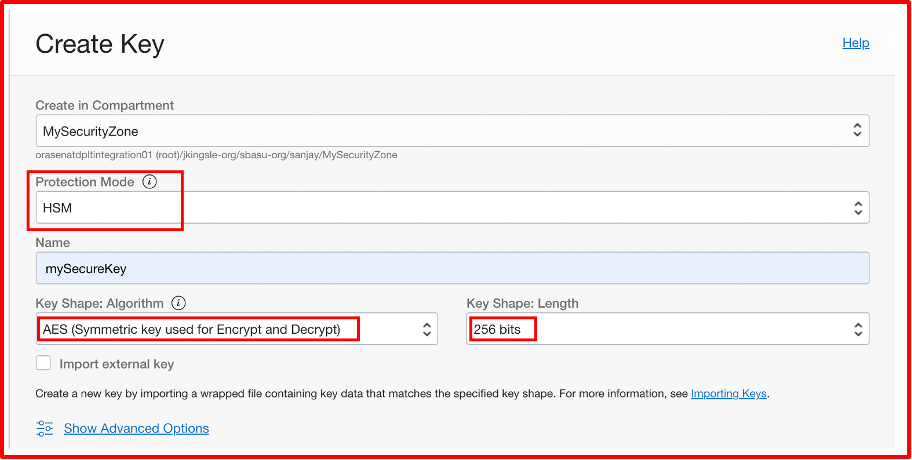 Create Key
Help
Create in Compartment
MySecurityZone
orasenatdpltintegration01 (root)/jkingsle-org/sbasu-org/sanjay/MySecurityZone
Protection Mode
HSM
Name
mySecureKey
Key Shape: Algorithm
Key Shape: Length
AES (Symmetric key used for Encrypt and Decrypt)
256 bits
Import external key
Create a new key by importing a wrapped file containing key data that matches the specified key shape. For more information, see Importing Keys.
Show Advanced Options